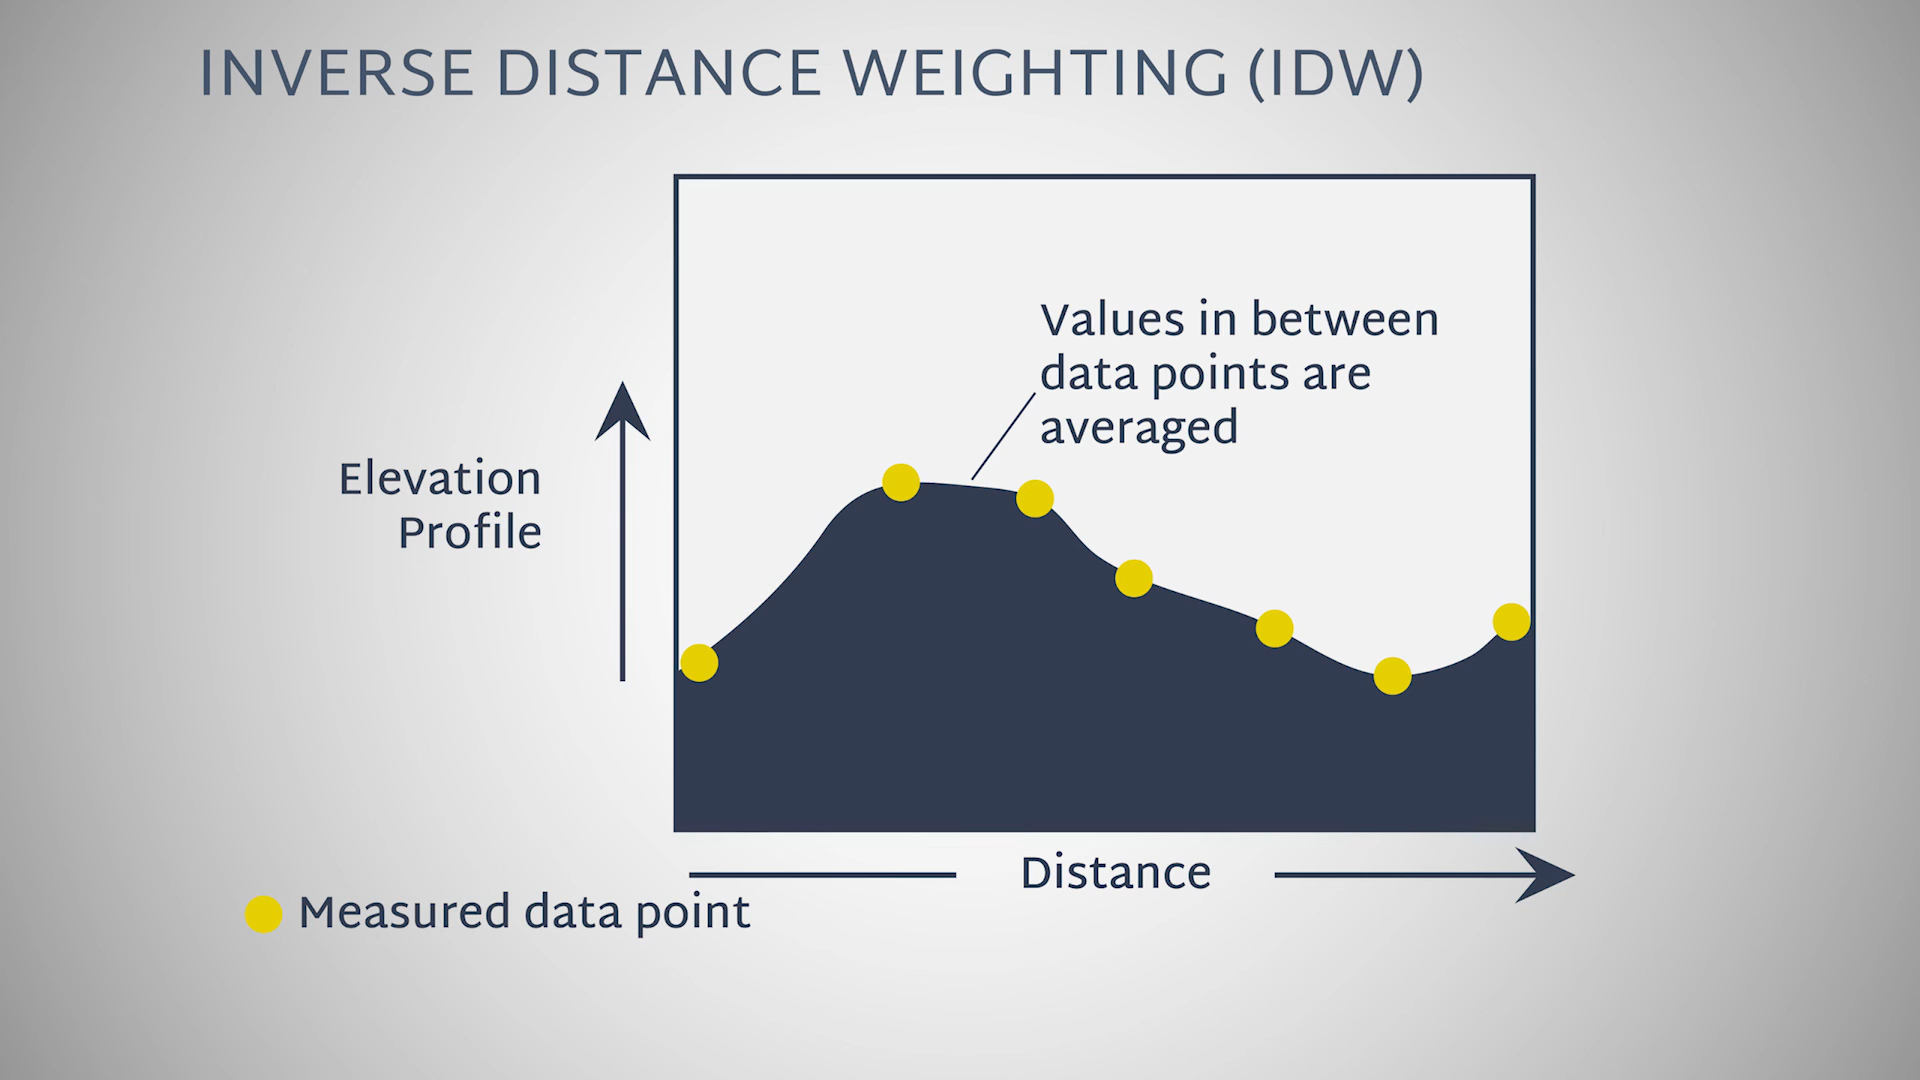 INVERSE DISTANCE WEIGHTING (IDW)
Values in between
data points are
averaged
Elevation
Profile
Distance
Measured data point